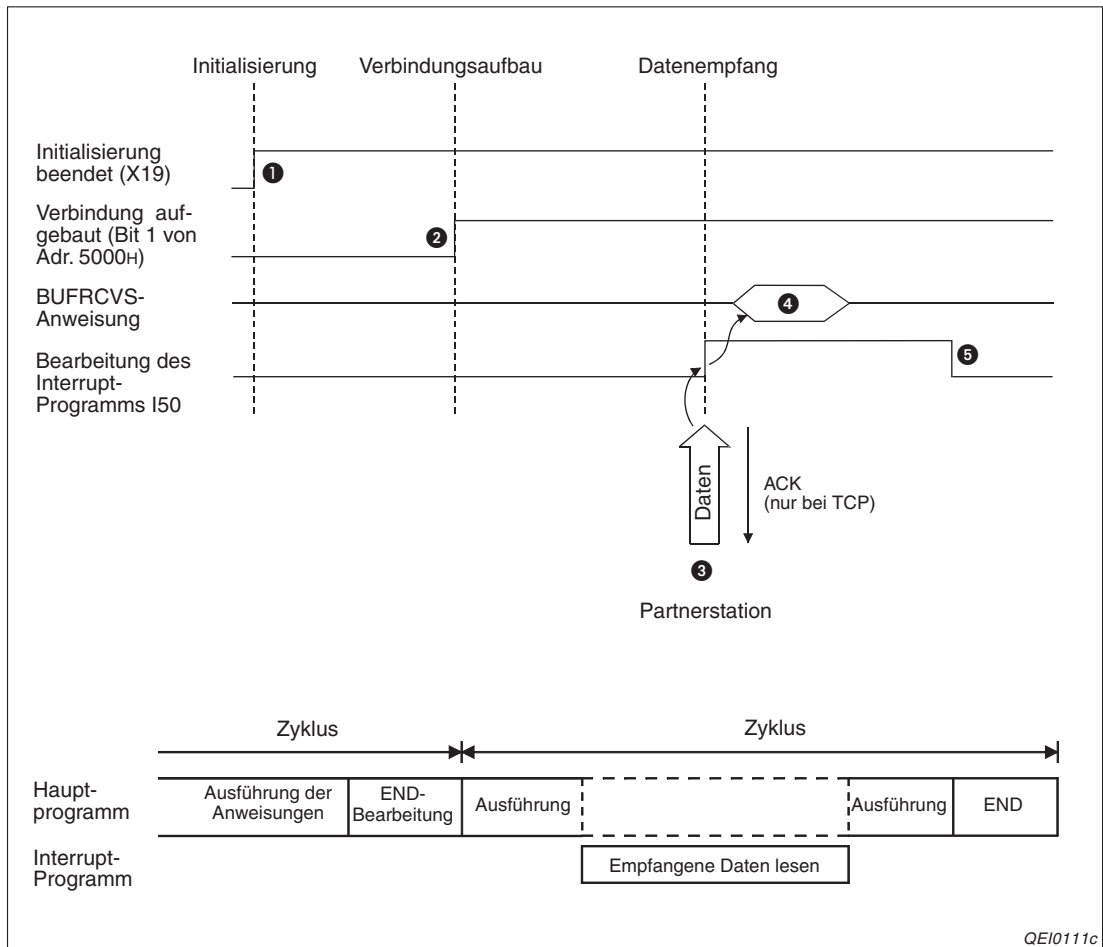 Initialisierung
Verbindungsaufbau
Datenempfang
Initialisierung
beendet (X19)
❶
Verbindung auf-
gebaut (Bit 1 von
Adr. 5000H)
❷
BUFRCVS-
Anweisung
❹
Bearbeitung des
Interrupt-
Programms I50
❺
Daten
ACK
(nur bei TCP)
❸
Partnerstation
Zyklus
Zyklus
Haupt-
programm
Ausführung der
Anweisungen
END-
Bearbeitung
Ausführung
Ausführung
END
Interrupt-
Programm
Empfangene Daten lesen
QEI0111c